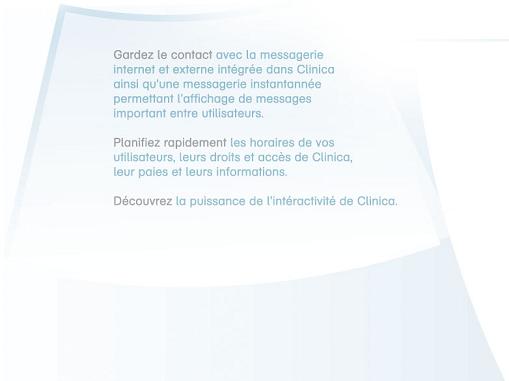 Gardez le contact avec la messagerie
internet et externe intégrée dans Clinica
ainsi qu'une messagerie instantannée
permettant l'affichage de messages
important entre utilisateurs.
Planifiez rapidement les horaires de vos
utilisateurs, leurs droits et accès de Clinica,
leur paies et leurs informations.
Découvrez la puissance de l'intéractivité de Clinica.